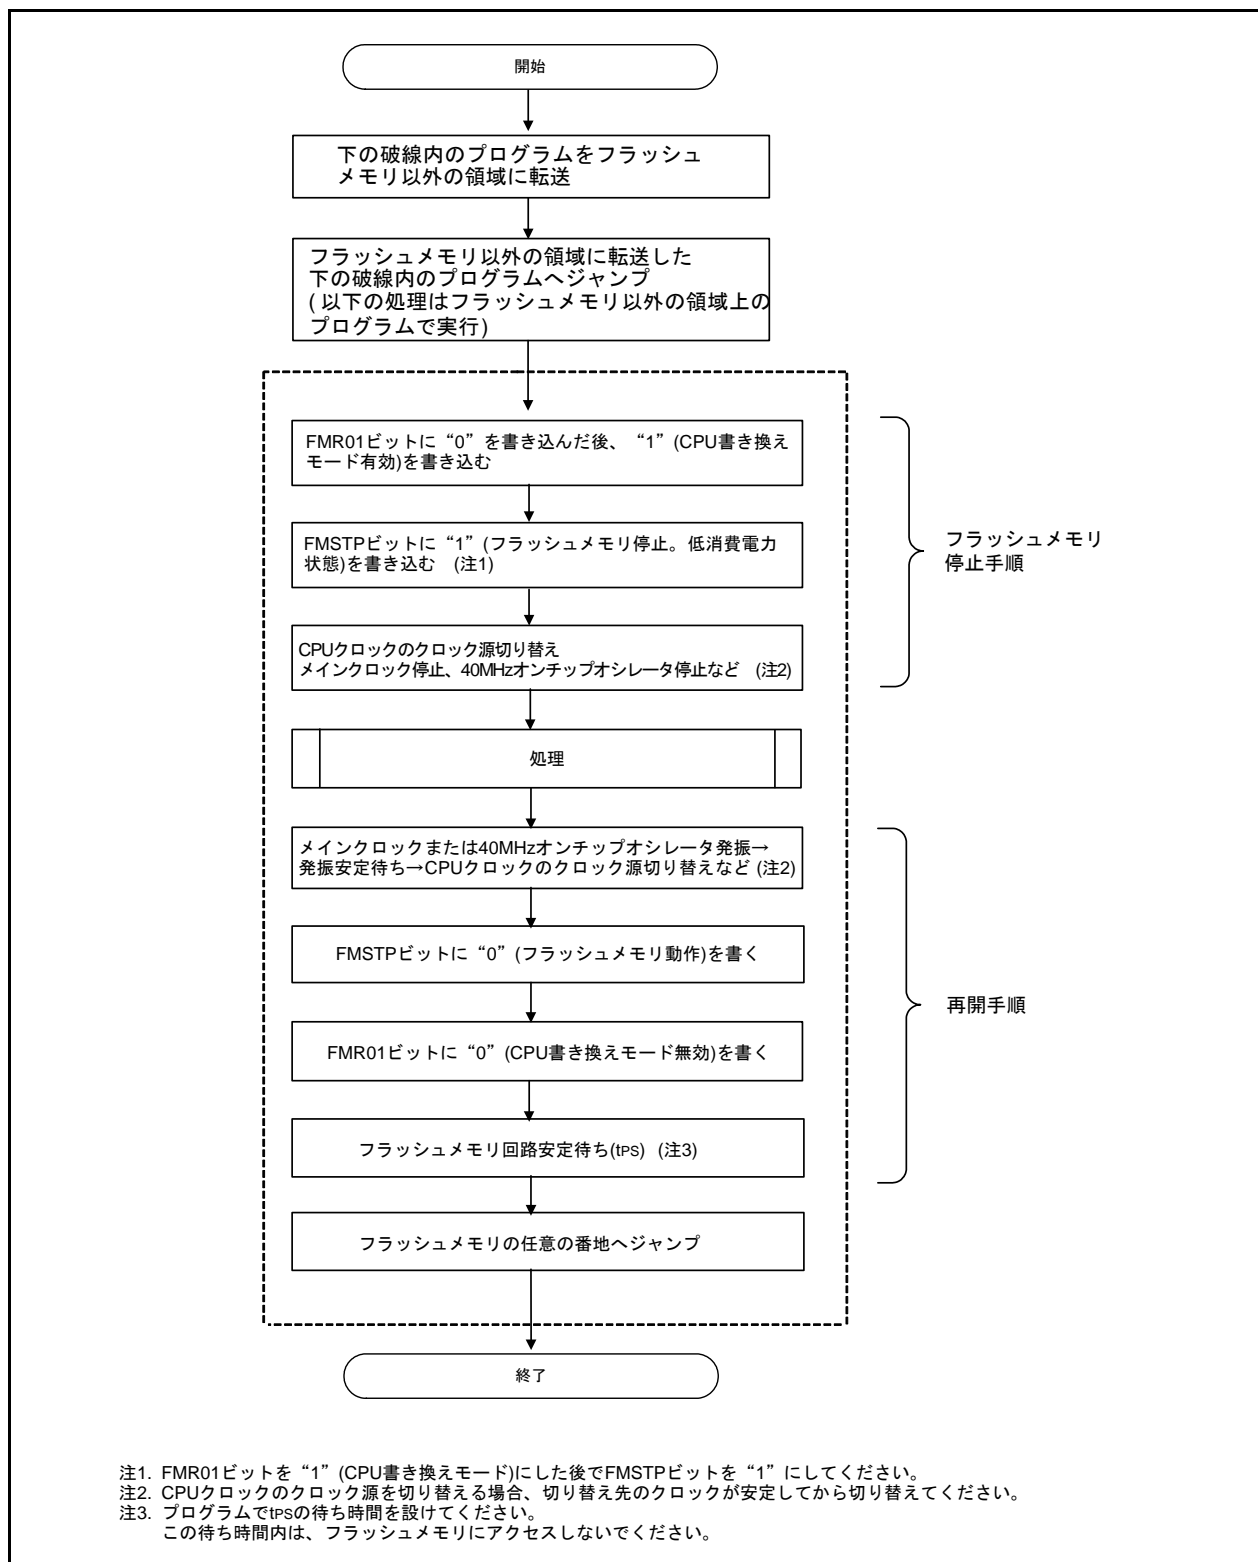 開始
下の破線内のプログラムをフラッシュ
メモリ以外の領域に転送
フラッシュメモリ以外の領域に転送した
下の破線内のプログラムへジャンプ
(以下の処理はフラッシュメモリ以外の領域上の
プログラムで実行)
FMR01ビットに“0”を書き込んだ後、“1”(CPU書き換え
モード有効)を書き込む
FMSTPビットに“1”(フラッシュメモリ停止。低消費電力
状態)を書き込む (注1)
CPUクロックのクロック源切り替え
メインクロック停止、40MHzオンチップオシレータ停止など (注2)
フラッシュメモリ
停止手順
処理
メインクロックまたは40MHzオンチップオシレータ発振→
発振安定待ち→CPUクロックのクロック源切り替えなど (注2)
FMSTPビットに“0”(フラッシュメモリ動作)を書く
FMR01ビットに“0”(CPU書き換えモード無効)を書く
フラッシュメモリ回路安定待ち(tPS) (注3)
再開手順
フラッシュメモリの任意の番地へジャンプ
終了
注1. FMR01ビットを“1”(CPU書き換えモード)にした後でFMSTPビットを“1”にしてください。
注2. CPUクロックのクロック源を切り替える場合、切り替え先のクロックが安定してから切り替えてください。
注3. プログラムでtPSの待ち時間を設けてください。
この待ち時間内は、フラッシュメモリにアクセスしないでください。